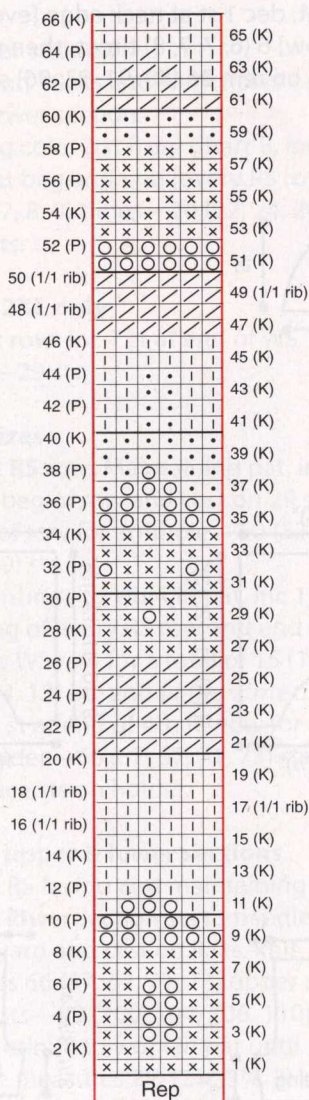 66 (K)
65 (K)
64 (P)
63 (K)
62 (P)
61 (K)
60 (K)
59 (K)
58 (P)
57 (K)
56 (P)
55 (K)
54 (K)
53 (K)
52 (P)
51 (K)
50 (1/1 rib)
49 (1/1 rib)
48 (1/1 rib)
47 (K)
46 (K)
45 (K)
44 (P)
43 (K)
42 (P)
41 (K)
40 (K)
39 (K)
38 (P)
37 (K)
36 (P)
35 (K)
34 (K)
33 (K)
32 (P)
31 (K)
30 (P)
29 (K)
28 (K)
27 (K)
26 (P)
25 (K)
24 (P)
23 (K)
22 (P)
21 (K)
20 (K)
19 (K)
18 (1/1 rib)
17 (1/1 rib)
16 (1/1 rib)
15 (K)
14 (K)
13 (K)
12 (P)
11 (K)
10 (P)
9 (K)
8 (K)
7 (K)
6 (P)
5 (K)
4 (P)
3 (K)
2 (K)
1 (K)
Rep